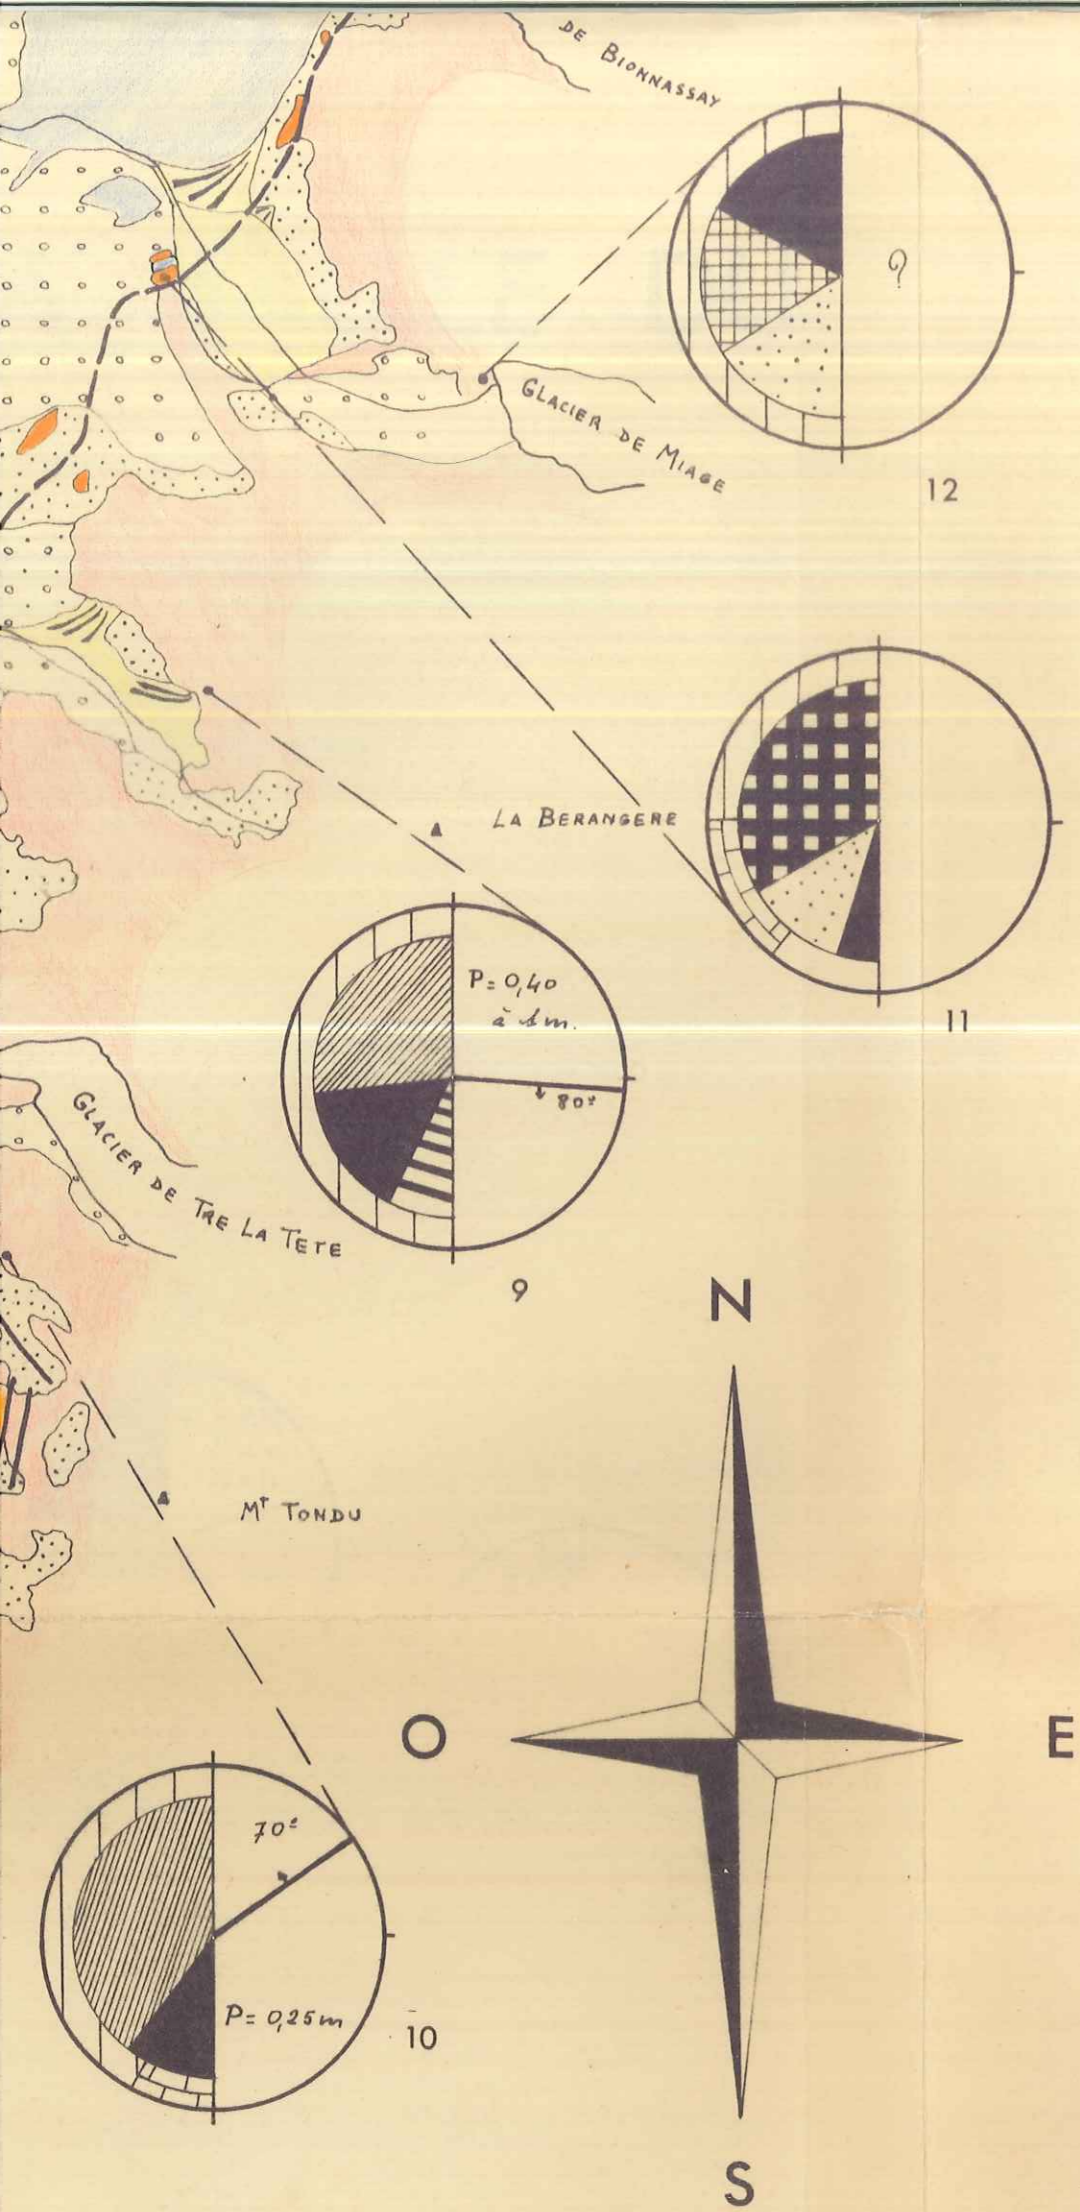 DE BIONNASSAY
?
12
GLACIER DE MIAGE
LA BERANGERE
11
P= 0,40
à 1m.
80°
9
GLACIER DE TRE LA TETE
N
Mᵗ TONDU
O
E
70°
P= 0,25m
10
S